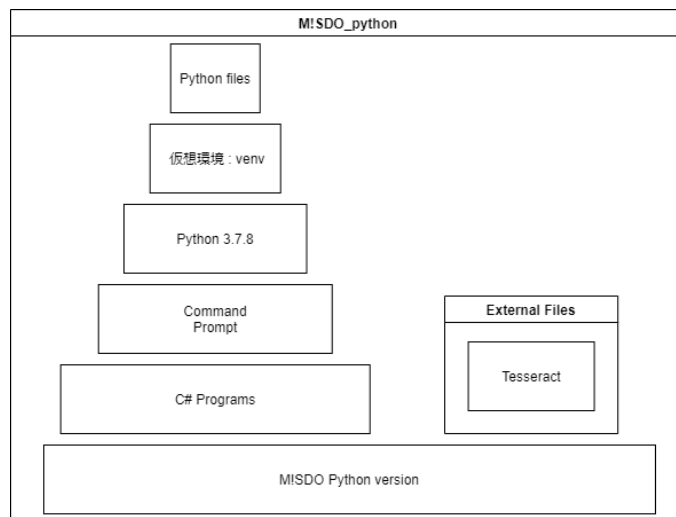 M!SDO_python
Python files
仮想環境 : venv
Python 3.7.8
Command
Prompt
External Files
Tesseract
C# Programs
M!SDO Python version